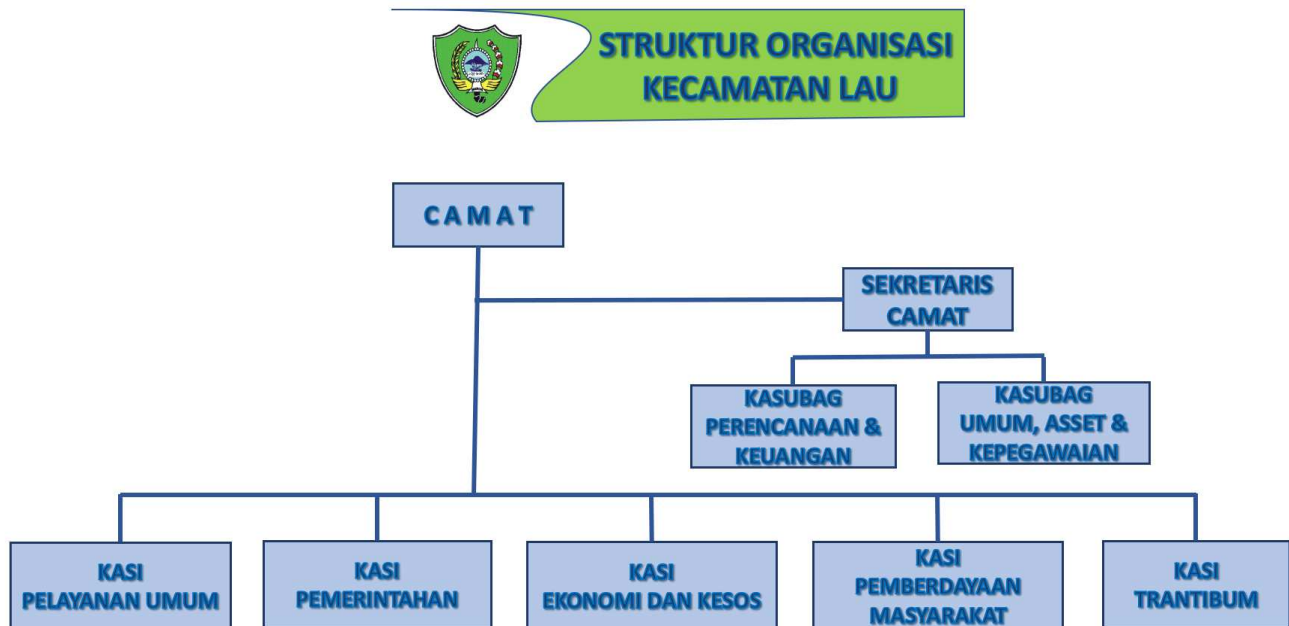 STRUKTUR ORGANISASI
KECAMATAN LAU
C A M A T
SEKRETARIS
CAMAT
KASUBAG
PERENCANAAN &
KEUANGAN
KASUBAG
UMUM, ASSET &
KEPEGAWAIAN
KASI
PELAYANAN UMUM
KASI
PEMERINTAHAN
KASI
EKONOMI DAN KESOS
KASI
PEMBERDAYAAN
MASYARAKAT
KASI
TRANTIBUM